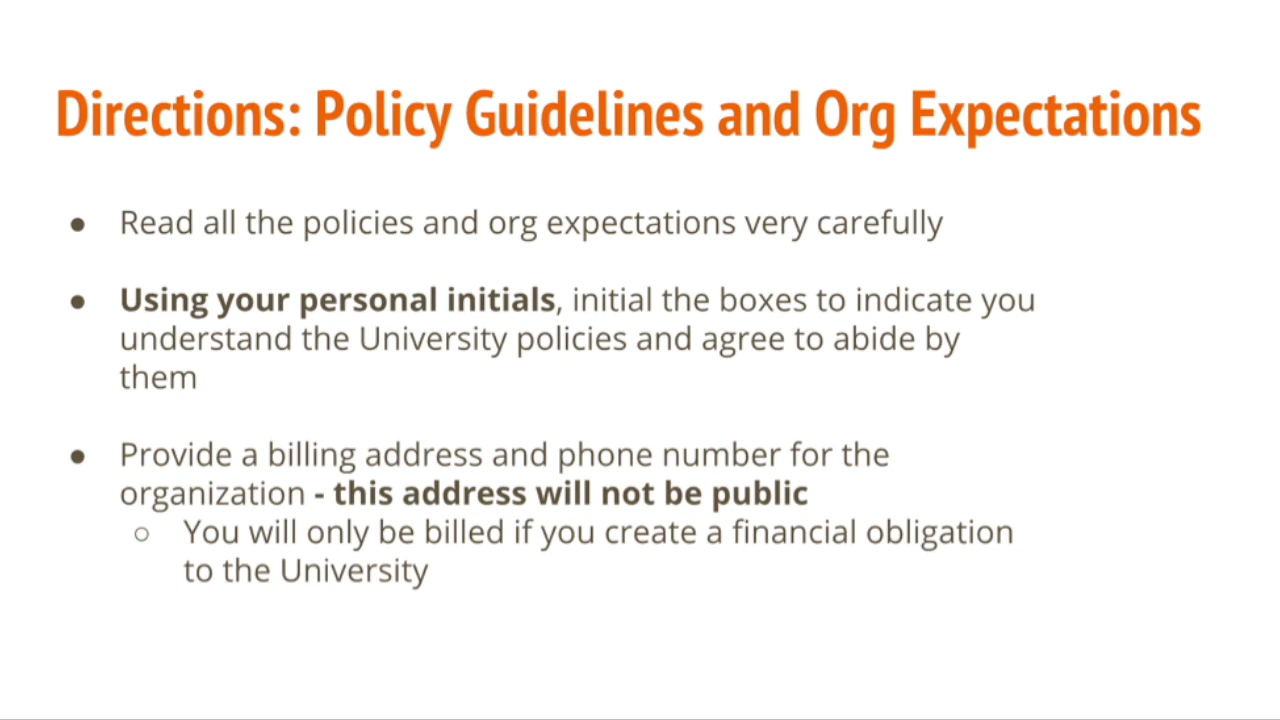 Directions: Policy Guidelines and Org Expectations
● Read all the policies and org expectations very carefully
● Using your personal initials, initial the boxes to indicate you
understand the University policies and agree to abide by
them
● Provide a billing address and phone number for the
organization - this address will not be public
○ You will only be billed if you create a financial obligation
to the University